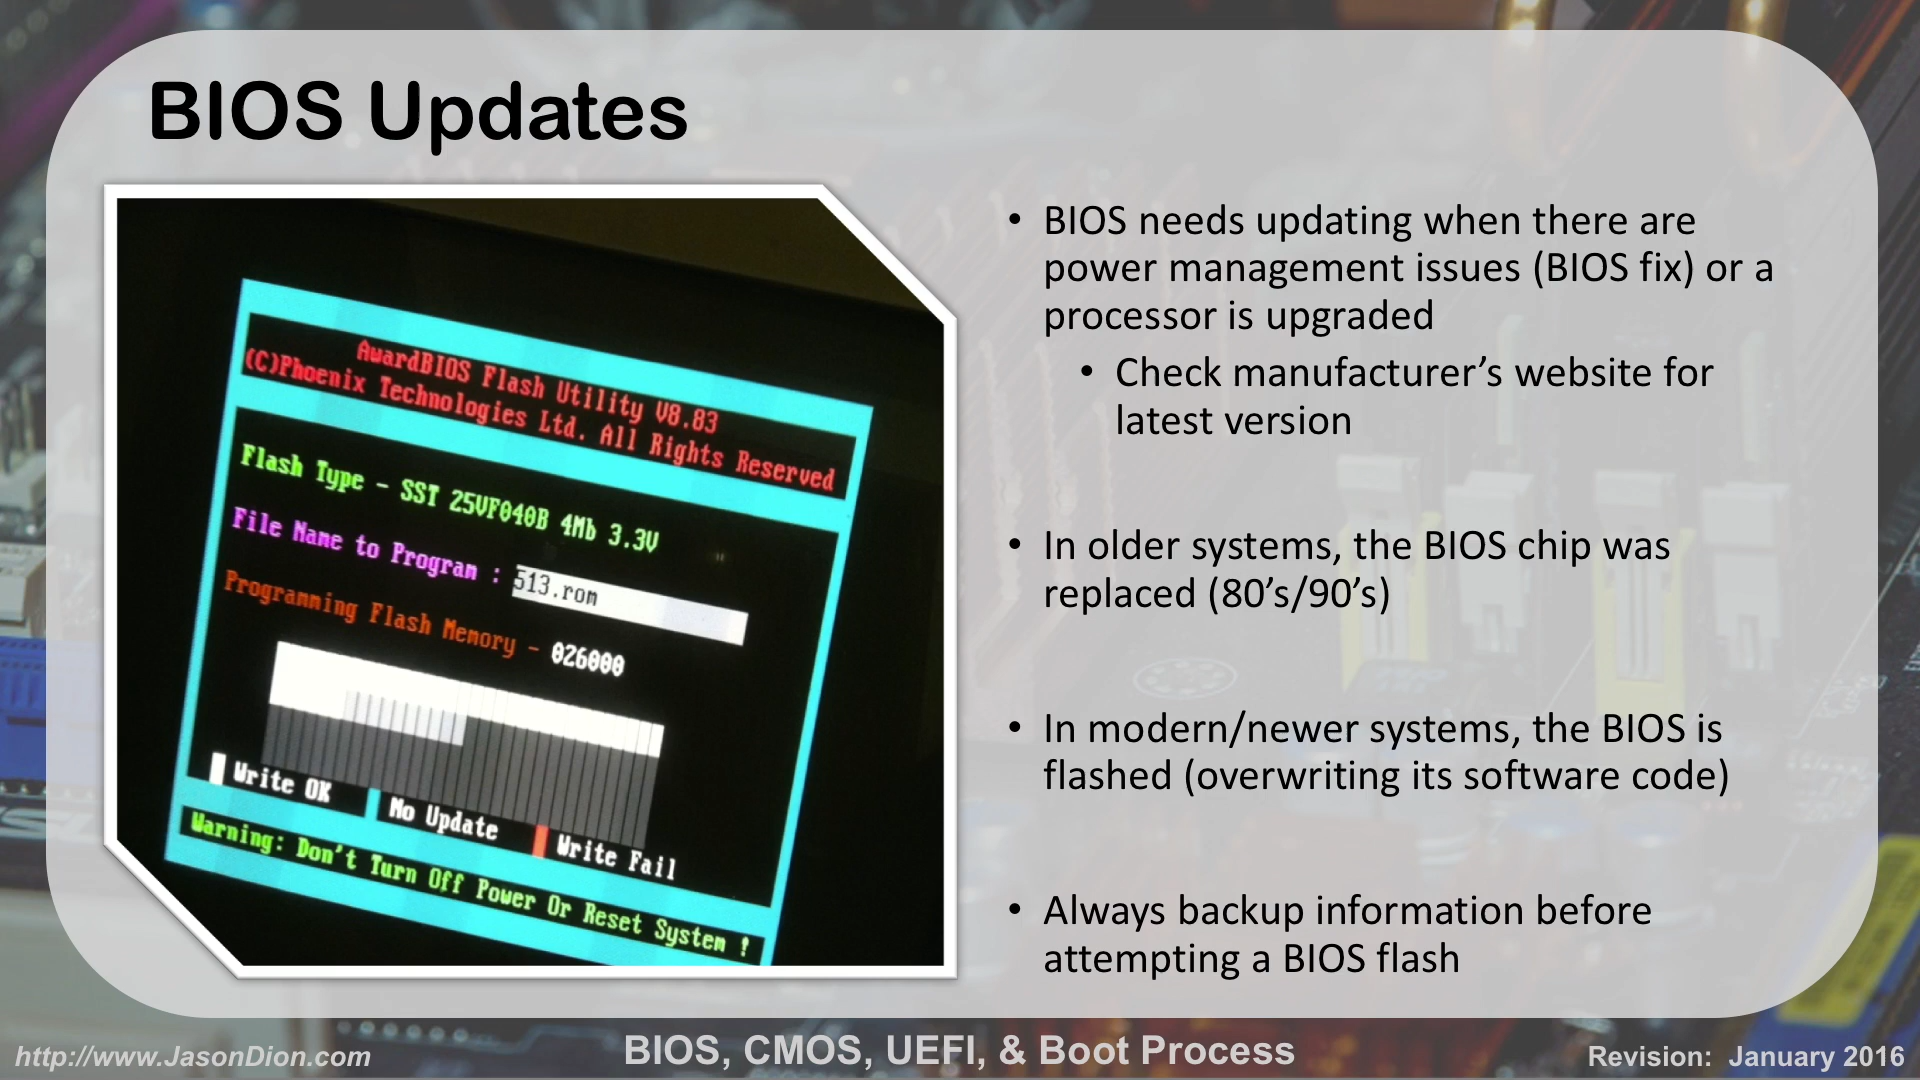 BIOS Updates
AwardBIOS Flash Utility V8.83
(C)Phoenix Technologies Ltd. All Rights Reserved
Flash Type - SST 25VF040B 4Mb 3.3V
File Name to Program : 513.rom
Programming Flash Memory - 026000
Write OK No Update Write Fail
Warning: Don't Turn Off Power Or Reset System !
• BIOS needs updating when there are
power management issues (BIOS fix) or a
processor is upgraded
• Check manufacturer’s website for
latest version
• In older systems, the BIOS chip was
replaced (80’s/90’s)
• In modern/newer systems, the BIOS is
flashed (overwriting its software code)
• Always backup information before
attempting a BIOS flash
http://www.JasonDion.com
BIOS, CMOS, UEFI, & Boot Process
Revision: January 2016